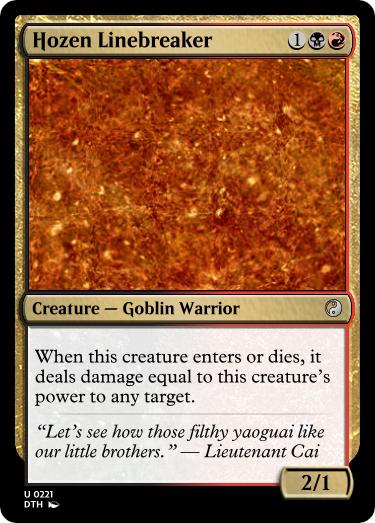 Hozen Linebreaker 1
Creature — Goblin Warrior
When this creature enters or dies, it
deals damage equal to this creature’s
power to any target.
“Let’s see how those filthy yaoguai like
our little brothers.” — Lieutenant Cai
2/1
U 0221
DTH